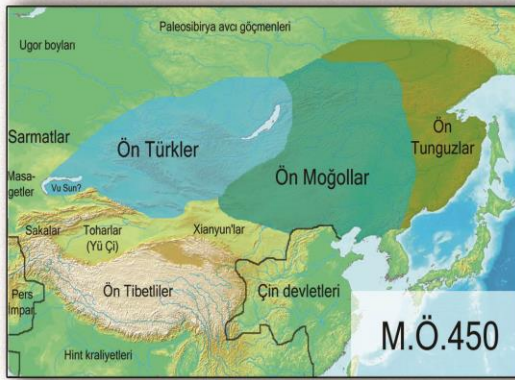 Paleosibirya avcı göçmenleri
Ugor boyları
Sarmatlar
Ön Türkler
Ön
Tunguzlar
Ön Moğollar
Masa-
getler
Vu Sun?
Sakalar
Toharlar
(Yü Çi)
Xianyun'lar
Ön Tibetliler
Çin devletleri
Pers
İmpar.
Hint kraliyetleri
M.Ö.450